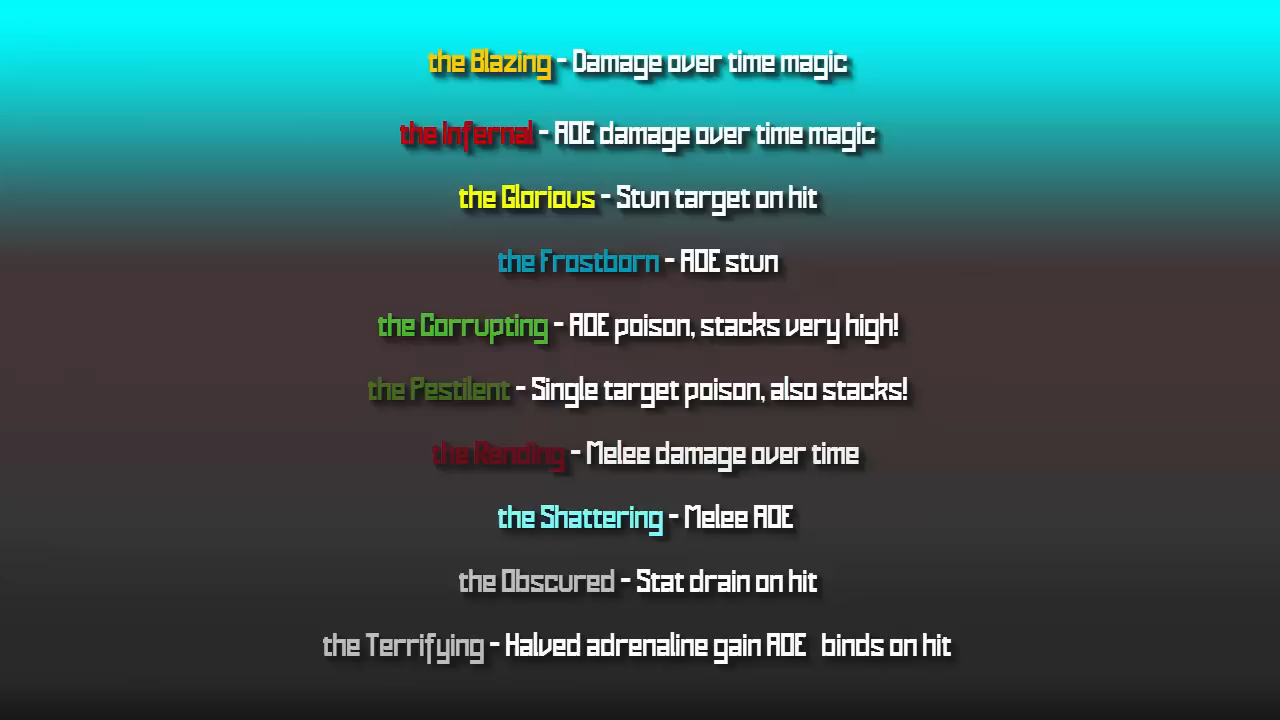 the Blazing - Damage over time magic
the Infernal - AOE damage over time magic
the Glorious - Stun target on hit
the Frostborn - AOE stun
the Corrupting - AOE poison, stacks very high!
the Pestilent - Single target poison, also stacks!
the Rending - Melee damage over time
the Shattering - Melee AOE
the Obscured - Stat drain on hit
the Terrifying - Halved adrenaline gain AOE binds on hit